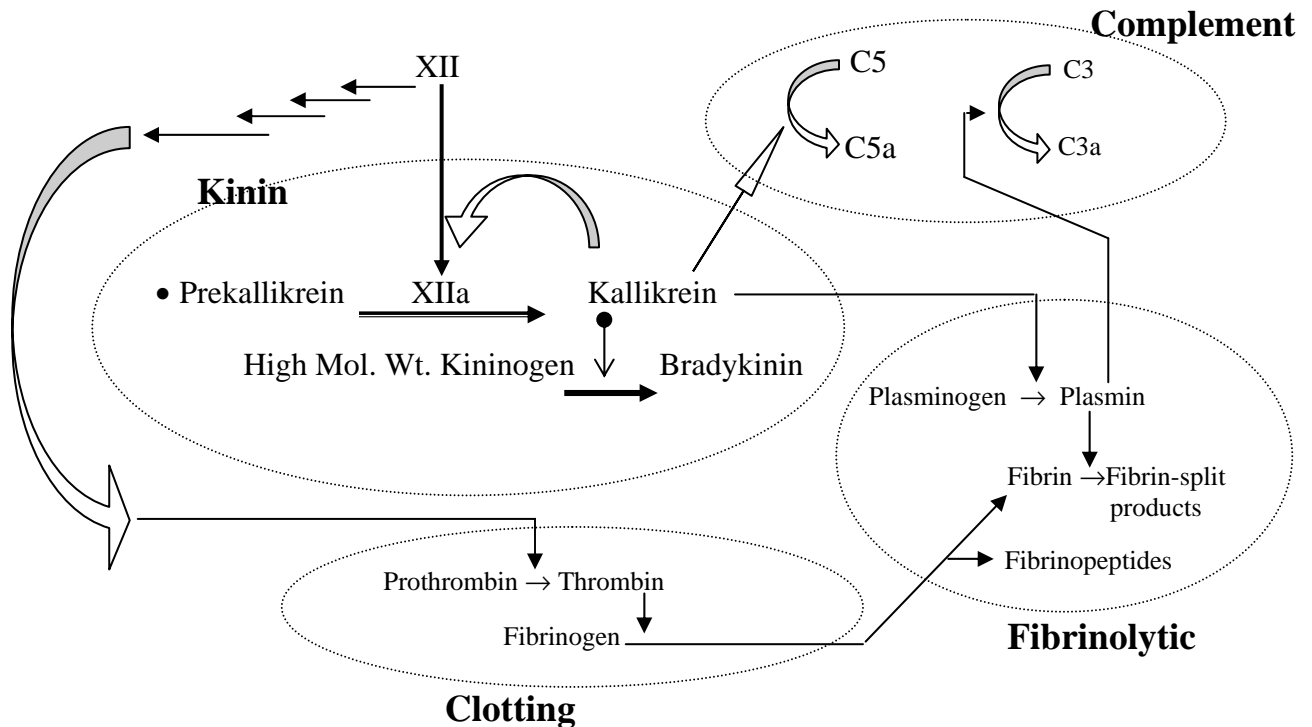 Complement
XII
C5
C3
C5a
C3a
Kinin
• Prekallikrein
XIIa
Kallikrein
High Mol. Wt. Kininogen
Bradykinin
Plasminogen → Plasmin
Fibrin →Fibrin-split
products
Fibrinopeptides
Prothrombin → Thrombin
Fibrinogen
Fibrinolytic
Clotting